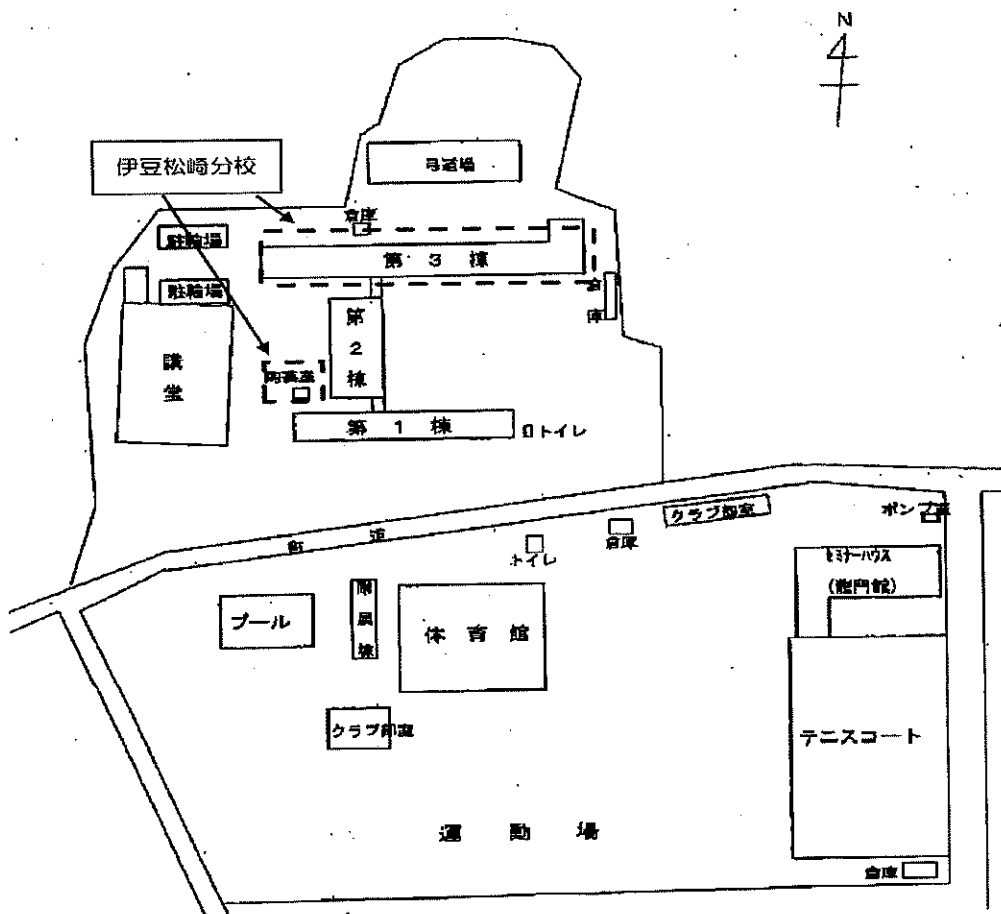 N
伊豆松崎分校
弓道場
倉庫
駐輪場
第3棟
駐輪場
倉庫
第2棟
講堂
第1棟
トイレ
クラブ部室
ポンプ室
倉庫
町道
トイレ
セミナーハウス
プール
体育館
クラブ部室
テニスコート
運動場
倉庫